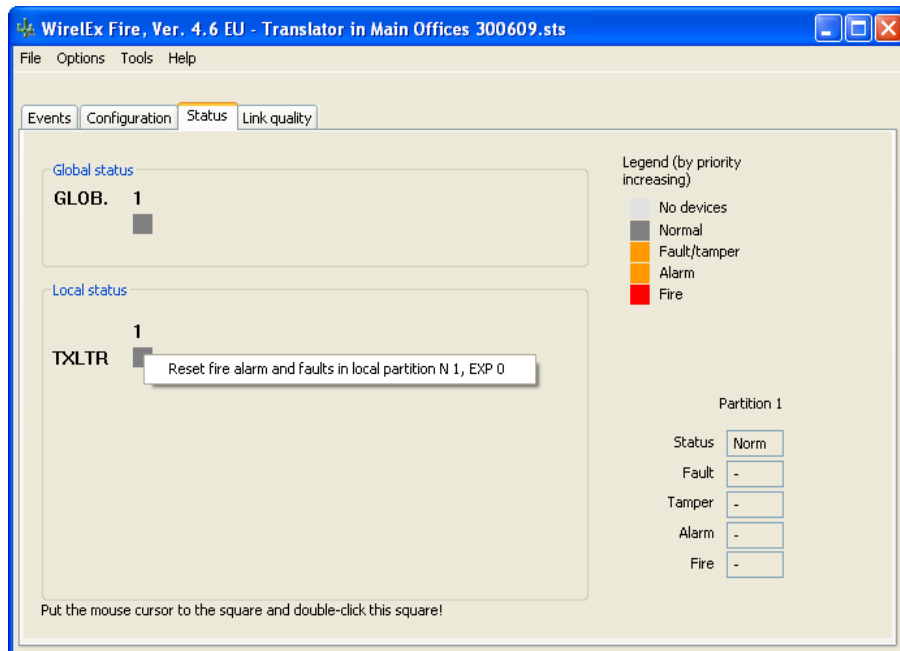 WirelEx Fire, Ver. 4.6 EU - Translator in Main Offices 300609.sts
File Options Tools Help
Events Configuration Status Link quality
Global status
GLOB. 1
Local status
1
TXLTR
Reset fire alarm and faults in local partition N 1, EXP 0
Put the mouse cursor to the square and double-click this square!
Legend (by priority
increasing)
No devices
Normal
Fault/tamper
Alarm
Fire
Partition 1
Status Norm
Fault -
Tamper -
Alarm -
Fire -